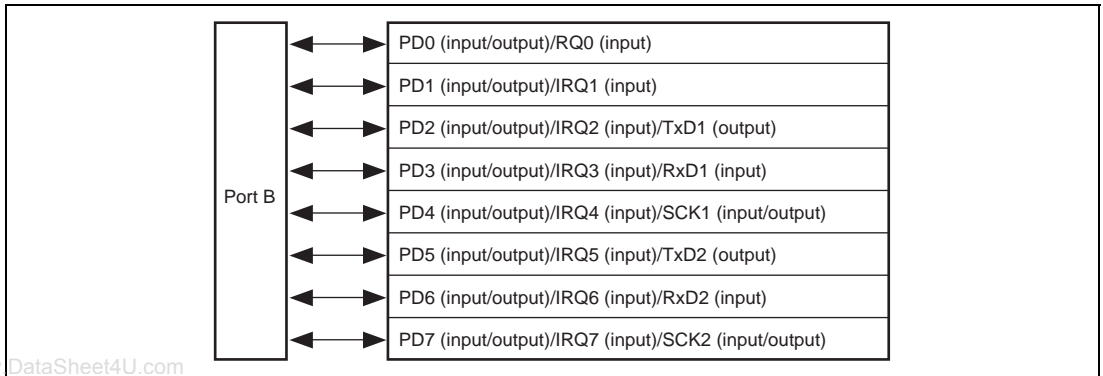 PD0 (input/output)/RQ0 (input)
PD1 (input/output)/IRQ1 (input)
PD2 (input/output)/IRQ2 (input)/TxD1 (output)
PD3 (input/output)/IRQ3 (input)/RxD1 (input)
Port B
PD4 (input/output)/IRQ4 (input)/SCK1 (input/output)
PD5 (input/output)/IRQ5 (input)/TxD2 (output)
PD6 (input/output)/IRQ6 (input)/RxD2 (input)
PD7 (input/output)/IRQ7 (input)/SCK2 (input/output)
DataSheet4U.com